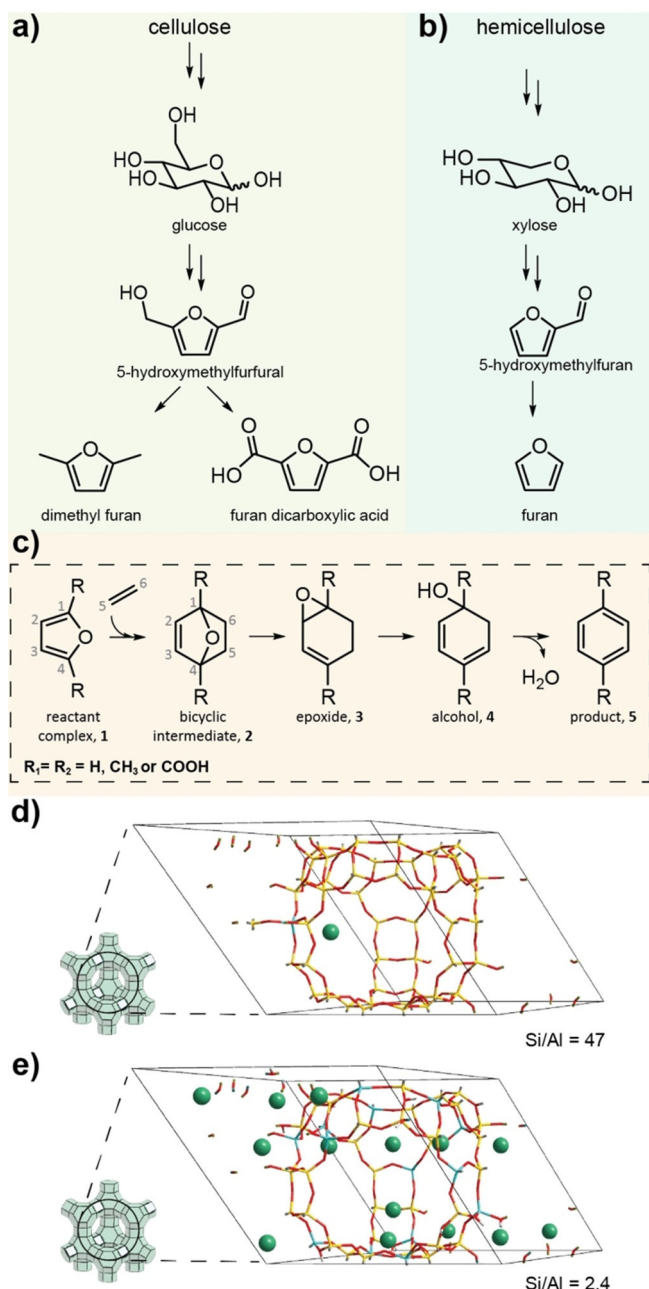 a)
cellulose
OH
HO
O
HO
OH
OH
glucose
HO
O
O
5-hydroxymethylfurfural
O
O
O
O
HO
OH
dimethyl furan
furan dicarboxylic acid
b)
hemicellulose
HO
O
HO
OH
OH
xylose
O
O
5-hydroxymethylfuran
O
furan
c)
R
1
2
O
3
4
R
6
5
reactant
complex, 1
R
1
2
6
O
3
5
4
R
bicyclic
intermediate, 2
R
O
R
epoxide, 3
HO
R
R
alcohol, 4
H2O
R
R
product, 5
R1= R2 = H, CH3 or COOH
d)
Si/Al = 47
e)
Si/Al = 2.4